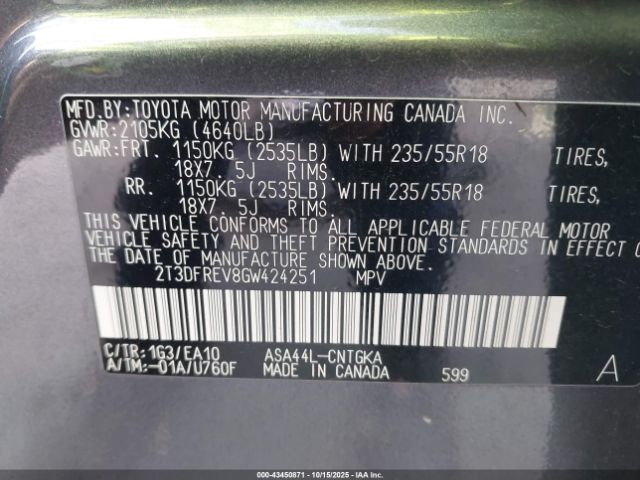 MFD.BY:TOYOTA MOTOR MANUFACTURING CANADA INC.
GVWR:2105KG (4640LB)
GAWR:FRT. 1150KG (2535LB) WITH 235/55R18 TIRES,
18X7. 5J RIMS.
RR. 1150KG (2535LB) WITH 235/55R18 TIRES,
18X7. 5J RIMS.
THIS VEHICLE CONFORMS TO ALL APPLICABLE FEDERAL MOTOR
VEHICLE SAFETY AND THEFT PREVENTION STANDARDS IN EFFECT
THE DATE OF MANUFACTURE SHOWN ABOVE.
2T3DFREV8GW424251 MPV
C/TR:1G3/EA10 ASA44L-CNTGKA
A/TM:-01A/U760F MADE IN CANADA 599 A
000-43450871 - 10/15/2025 - IAAI.COM